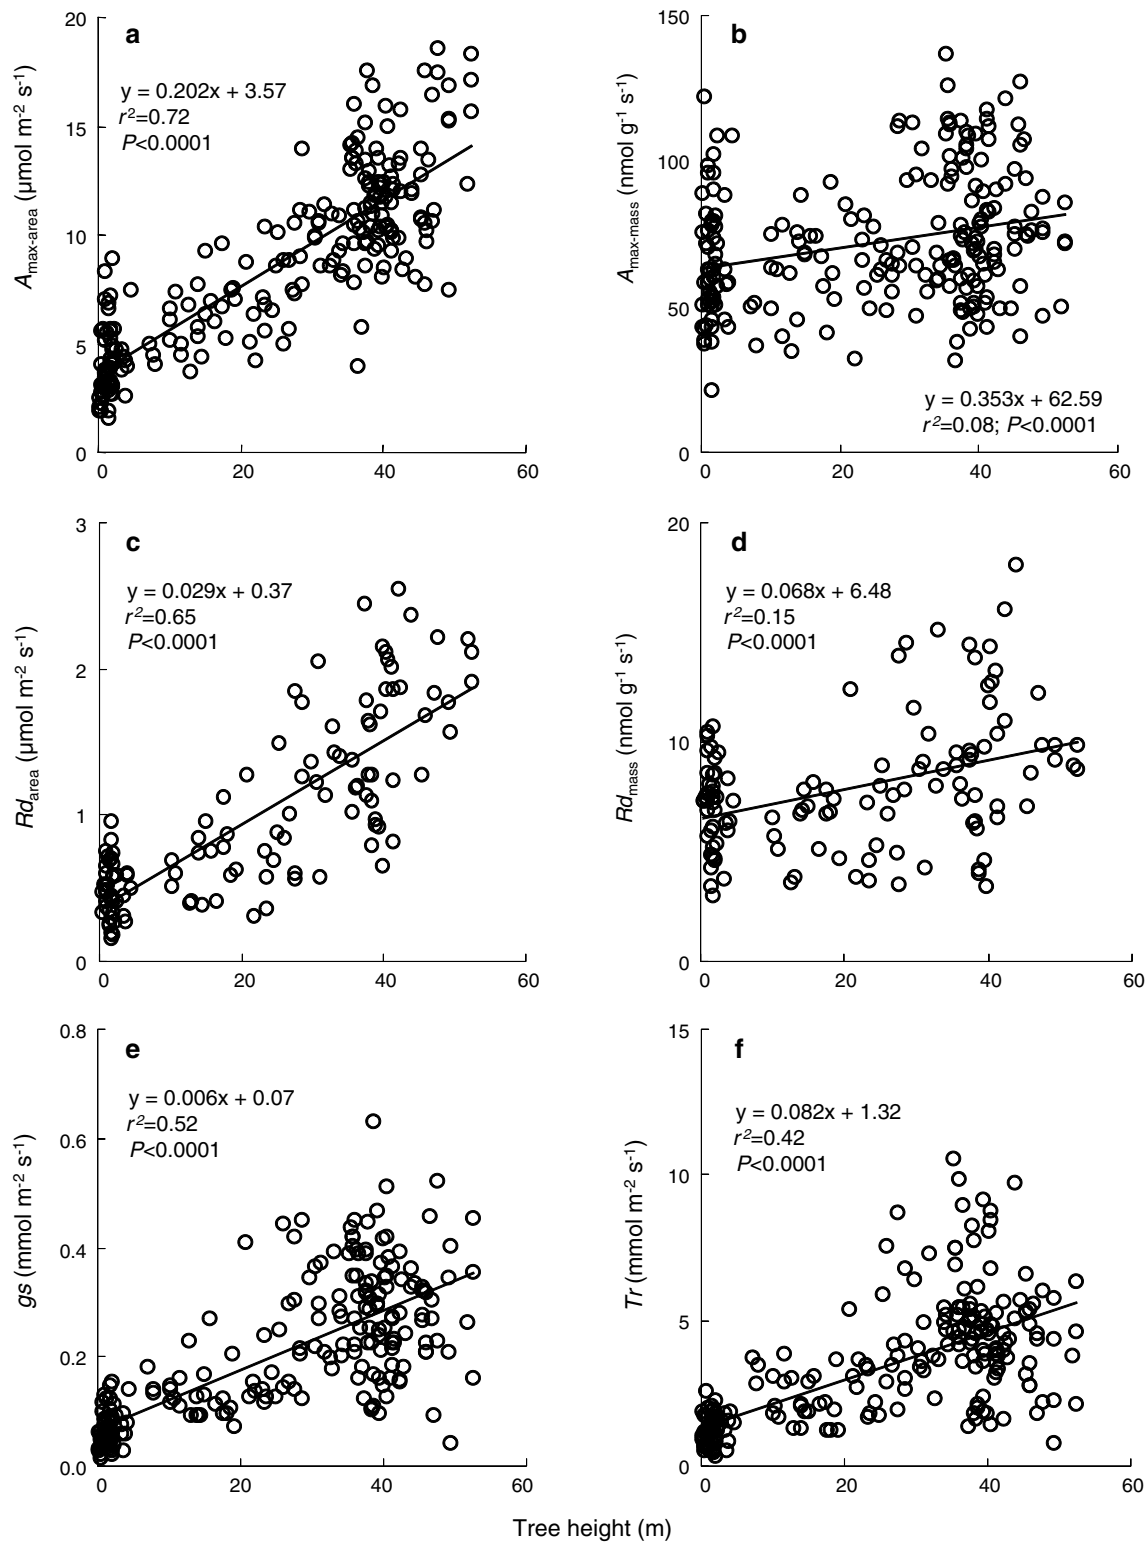 a
y = 0.202x + 3.57
r²=0.72
P<0.0001
A max-area (µmol m⁻² s⁻¹)
20
15
10
5
0
0 20 40 60
b
A max-mass (nmol g⁻¹ s⁻¹)
150
100
50
0
y = 0.353x + 62.59
r²=0.08; P<0.0001
0 20 40 60
c
y = 0.029x + 0.37
r²=0.65
P<0.0001
Rd area (µmol m⁻² s⁻¹)
3
2
1
0
0 20 40 60
d
y = 0.068x + 6.48
r²=0.15
P<0.0001
Rd mass (nmol g⁻¹ s⁻¹)
20
10
0
0 20 40 60
e
y = 0.006x + 0.07
r²=0.52
P<0.0001
gs (mmol m⁻² s⁻¹)
0.8
0.6
0.4
0.2
0.0
0 20 40 60
f
y = 0.082x + 1.32
r²=0.42
P<0.0001
Tr (mmol m⁻² s⁻¹)
15
10
5
0
0 20 40 60
Tree height (m)